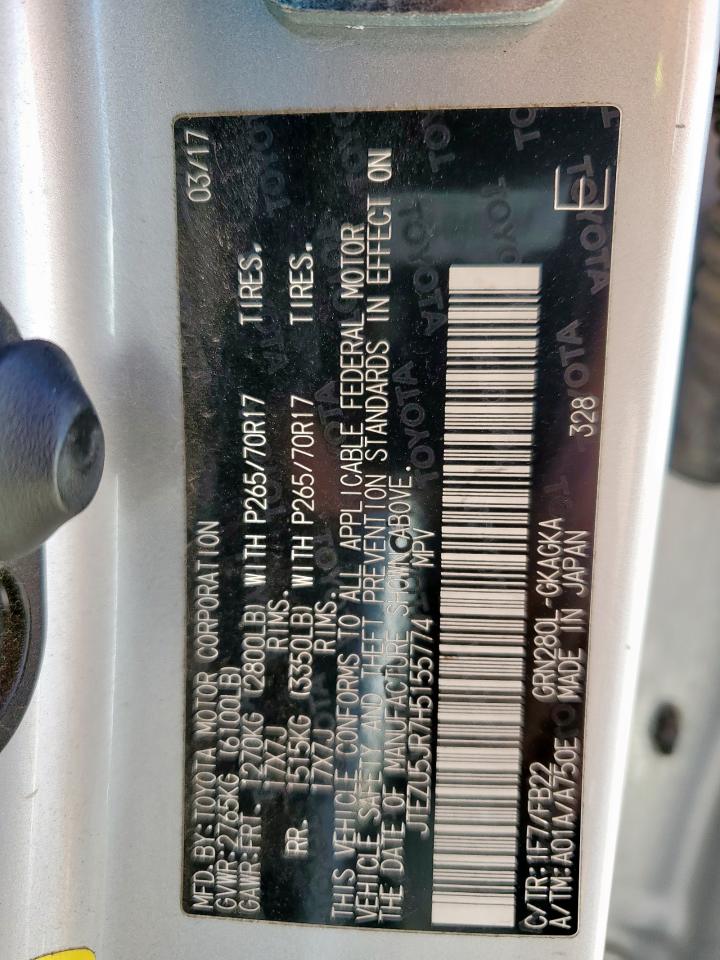 MFD. BY: TOYOTA MOTOR CORPORATION 03/17
GVWR: 2765KG (6100LB)
GAWR: FRT. 1270KG (2800LB) WITH P265/70R17 TIRES,
17X7J RIMS.
RR. 1515KG (3350LB) WITH P265/70R17 TIRES,
17X7J RIMS.
THIS VEHICLE CONFORMS TO ALL APPLICABLE FEDERAL MOTOR
VEHICLE SAFETY AND THEFT PREVENTION STANDARDS IN EFFECT ON
THE DATE OF MANUFACTURE SHOWN ABOVE.
JTEZU5JR7H5155774 MPV
C/TR: 1F7/FB22 GRN280L-GKAGKA 328
A/TM: A011A/A750E MADE IN JAPAN